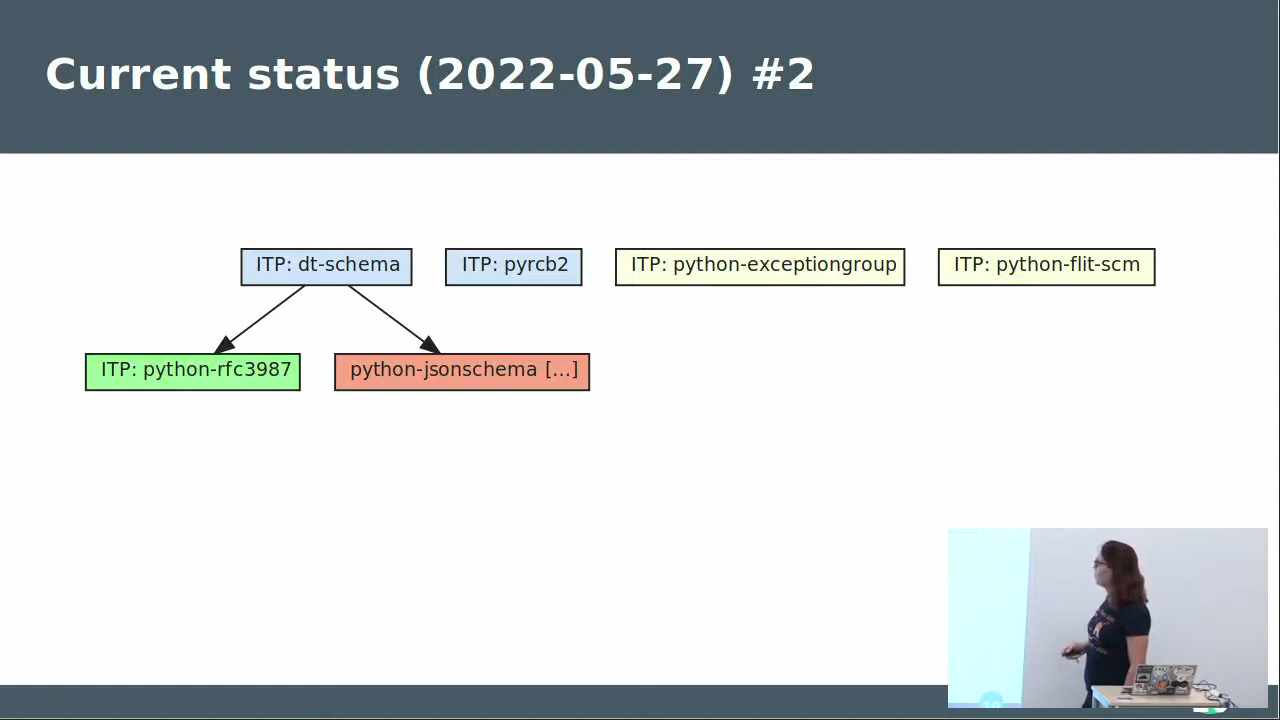 Current status (2022-05-27) #2
ITP: dt-schema
ITP: pyrcb2
ITP: python-exceptiongroup
ITP: python-flit-scm
ITP: python-rfc3987
python-jsonschema [...]